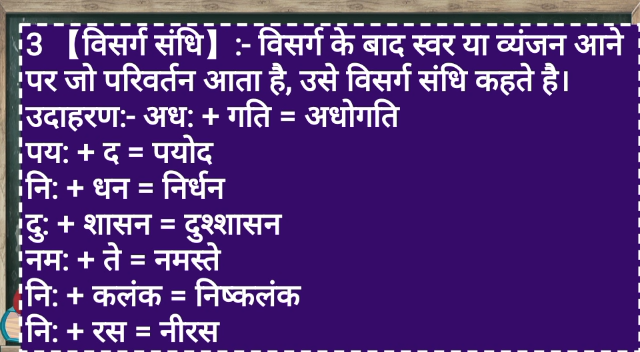 3 【विसर्ग संधि】 :- विसर्ग के बाद स्वर या व्यंजन आने
पर जो परिवर्तन आता है, उसे विसर्ग संधि कहते है।
उदाहरण:- अध: + गति = अधोगति
पय: + द = पयोद
नि: + धन = निर्धन
दु: + शासन = दुश्शासन
नम: + ते = नमस्ते
नि: + कलंक = निष्कलंक
नि: + रस = नीरस